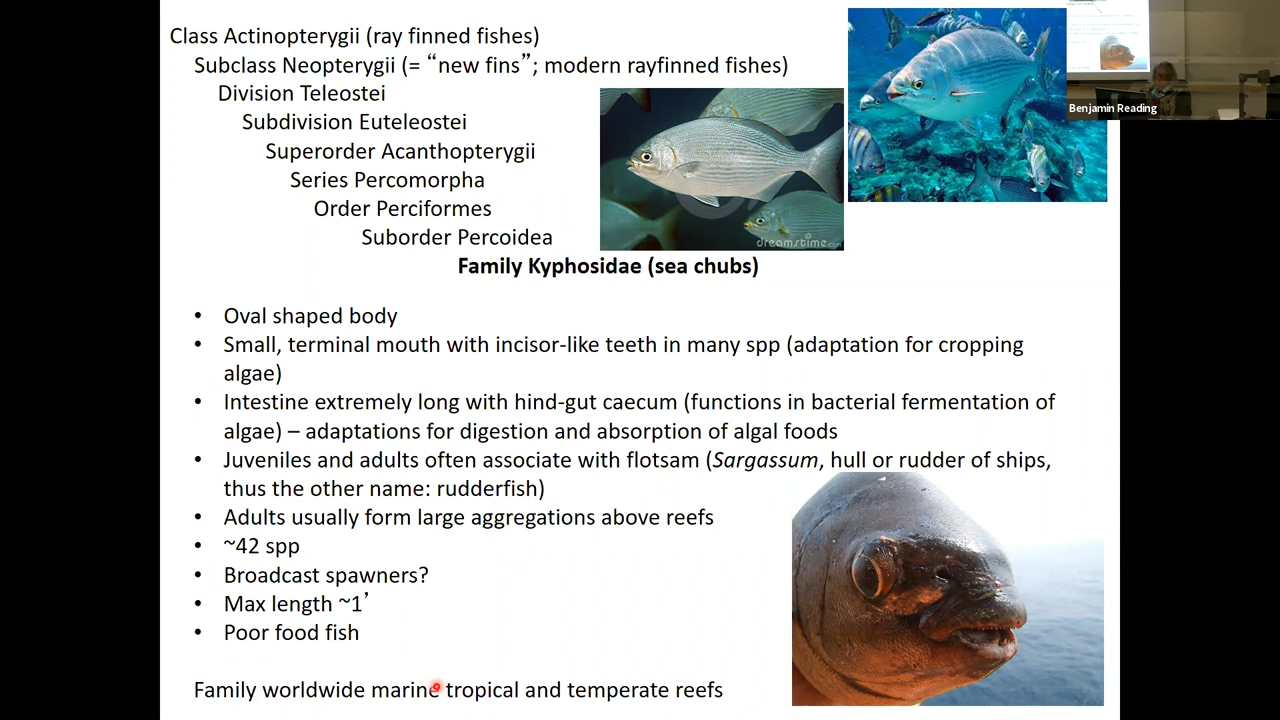 Class Actinopterygii (ray finned fishes)
Subclass Neopterygii (= “new fins”; modern rayfinned fishes)
Division Teleostei
Subdivision Euteleostei
Superorder Acanthopterygii
Series Percomorpha
Order Perciformes
Suborder Percoidea
Family Kyphosidae (sea chubs)
dreamstime.com
Benjamin Reading
• Oval shaped body
• Small, terminal mouth with incisor-like teeth in many spp (adaptation for cropping
algae)
• Intestine extremely long with hind-gut caecum (functions in bacterial fermentation of
algae) – adaptations for digestion and absorption of algal foods
• Juveniles and adults often associate with flotsam (Sargassum, hull or rudder of ships,
thus the other name: rudderfish)
• Adults usually form large aggregations above reefs
• ~42 spp
• Broadcast spawners?
• Max length ~1’
• Poor food fish
Family worldwide marine tropical and temperate reefs